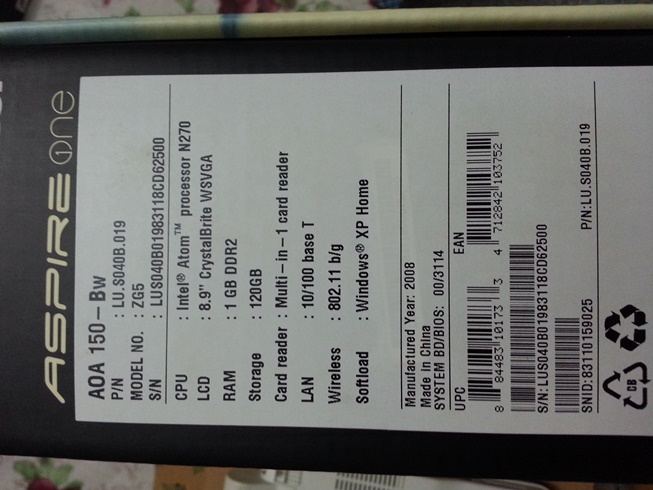 ASPIRE one
AOA 150-Bw
P/N : LU.S040B.019
MODEL NO. : ZG5
S/N : LUS040B01983118CD62500
CPU : Intel® Atom™ processor N270
LCD : 8.9" CrystalBrite WSVGA
RAM : 1 GB DDR2
Storage : 120GB
Card reader : Multi-in-1 card reader
LAN : 10/100 base T
Wireless : 802.11 b/g
Softload : Windows® XP Home
Manufactured Year: 2008
Made In China
SYSTEM BD/BIOS: 00/3114
UPC EAN
8 84483 10173 3 4 712842 103752
S/N:LUS040B01983118CD62500
SNID:83110159025 P/N:LU.S040B.019
CB